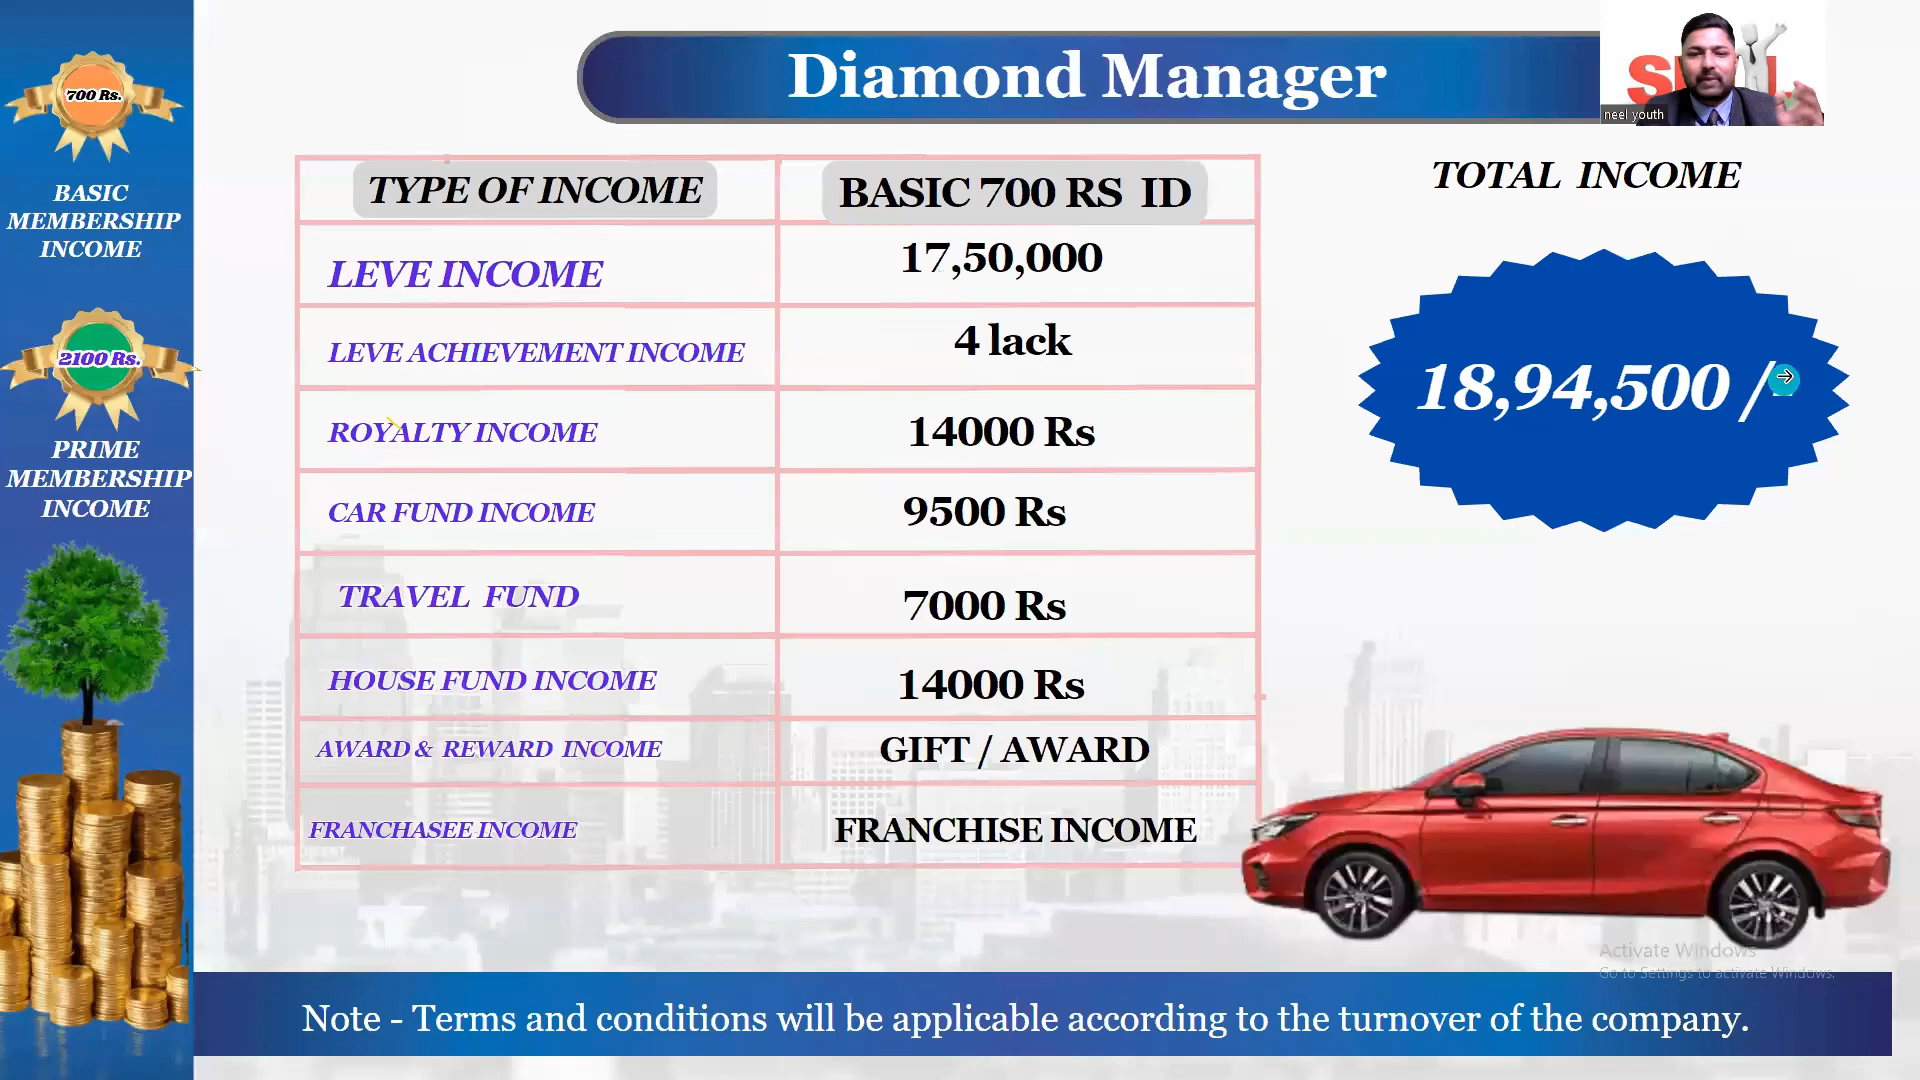 700 Rs.
BASIC
MEMBERSHIP
INCOME
2100 Rs.
PRIME
MEMBERSHIP
INCOME
Diamond Manager
neel youth
TYPE OF INCOME
BASIC 700 RS ID
LEVE INCOME
17,50,000
LEVE ACHIEVEMENT INCOME
4 lack
ROYALTY INCOME
14000 Rs
CAR FUND INCOME
9500 Rs
TRAVEL FUND
7000 Rs
HOUSE FUND INCOME
14000 Rs
AWARD & REWARD INCOME
GIFT / AWARD
FRANCHASEE INCOME
FRANCHISE INCOME
TOTAL INCOME
18,94,500 /
Activate Windows
Go to Settings to activate Windows.
Note - Terms and conditions will be applicable according to the turnover of the company.